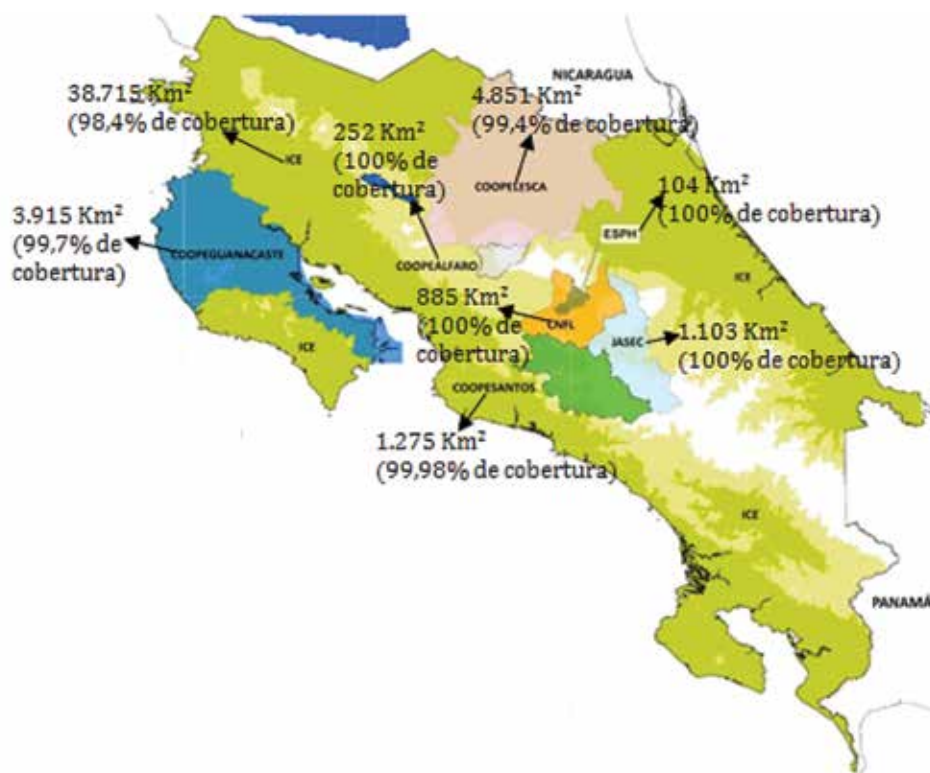 NICARAGUA
38.715 Km²
(98,4% de cobertura)
ICE
4.851 Km²
(99,4% de cobertura)
COOPELESCA
252 Km²
(100% de
cobertura)
COOPEALFARO
104 Km²
(100% de cobertura)
ESPH
3.915 Km²
(99,7% de
cobertura)
COOPEGUANACASTE
ICE
885 Km²
(100% de
cobertura)
CNFL
1.103 Km²
(100% de cobertura)
JASEC
ICE
COOPESANTOS
1.275 Km²
(99,98% de cobertura)
ICE
PANAMÁ